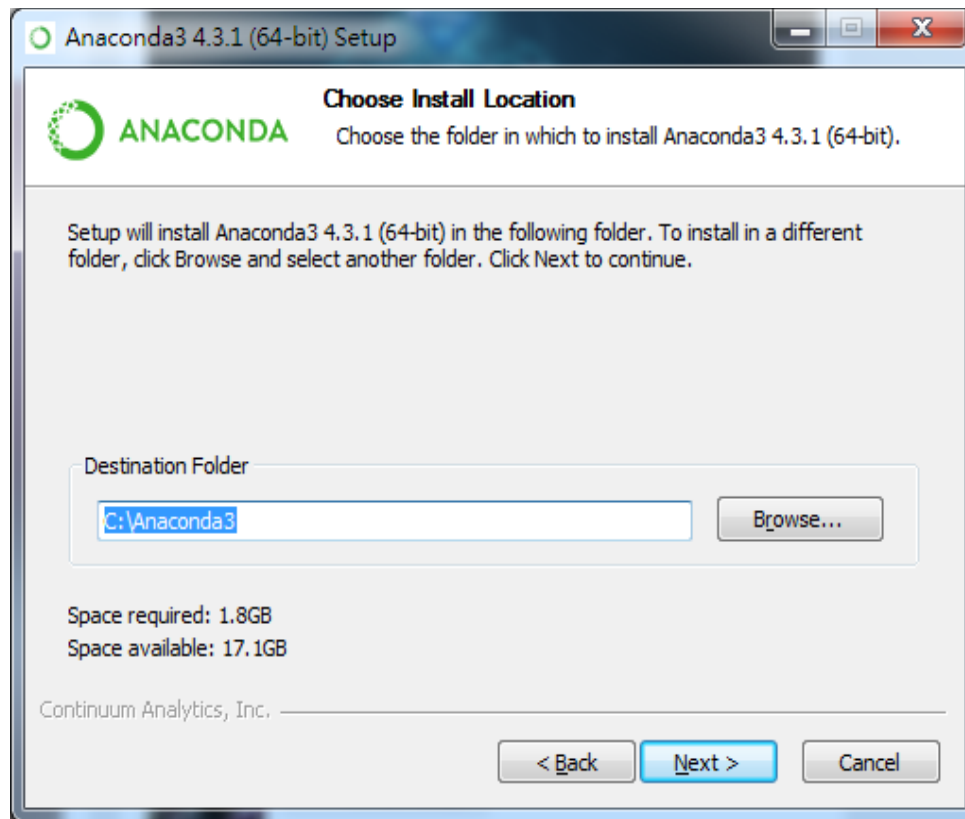 Anaconda3 4.3.1 (64-bit) Setup
ANACONDA
Choose Install Location
Choose the folder in which to install Anaconda3 4.3.1 (64-bit).
Setup will install Anaconda3 4.3.1 (64-bit) in the following folder. To install in a different
folder, click Browse and select another folder. Click Next to continue.
Destination Folder
C:\Anaconda3
Browse...
Space required: 1.8GB
Space available: 17.1GB
Continuum Analytics, Inc.
< Back
Next >
Cancel